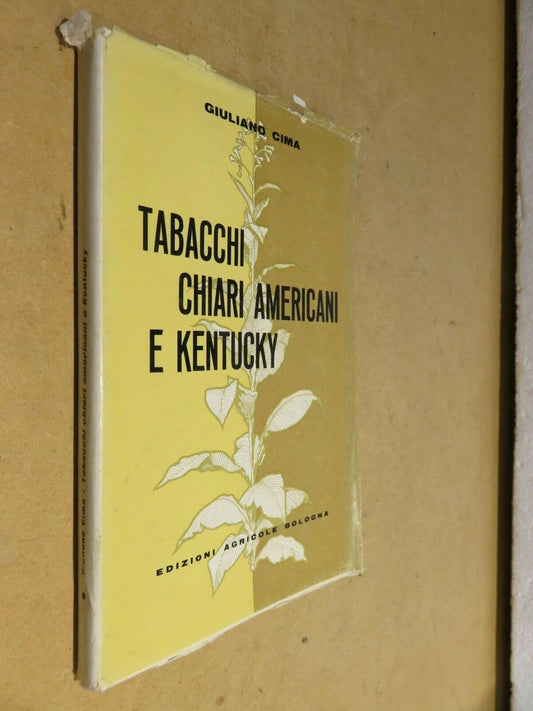 GIULIANO CIMA
TABACCHI
CHIARI AMERICANI
E KENTUCKY
EDIZIONI AGRICOLE BOLOGNA
Giuliano Cima - Tabacchi chiari americani e Kentucky